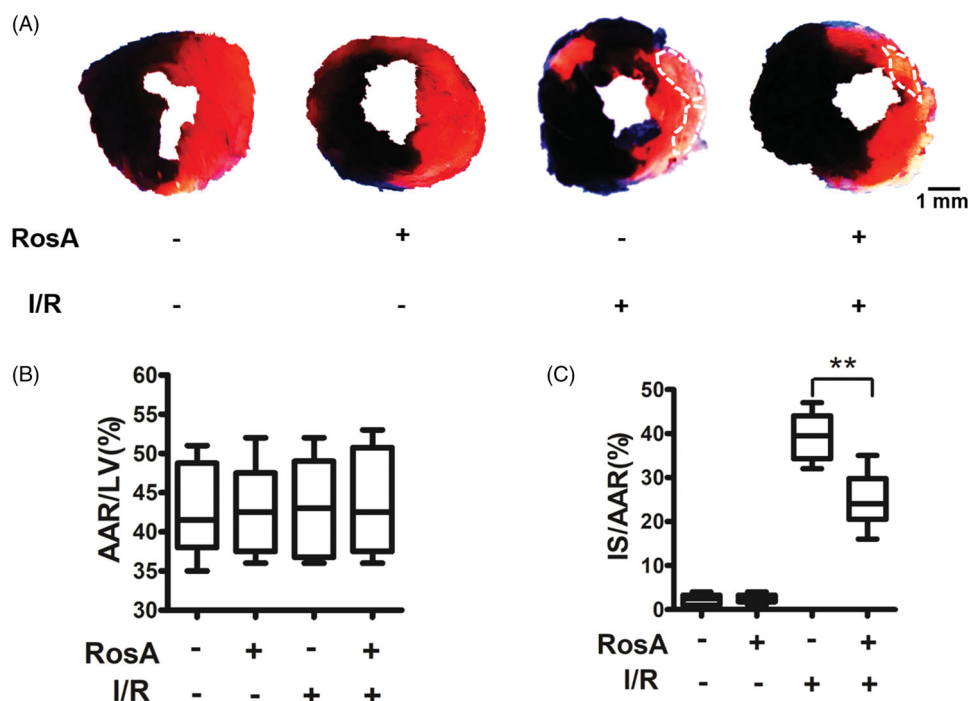 (A)
1 mm
RosA - + - +
I/R - - + +
(B)
60
55
50
45
40
35
30
AAR/LV(%)
RosA - + - +
I/R - - + +
(C)
**
50
40
30
20
10
0
IS/AAR(%)
RosA - + - +
I/R - - + +